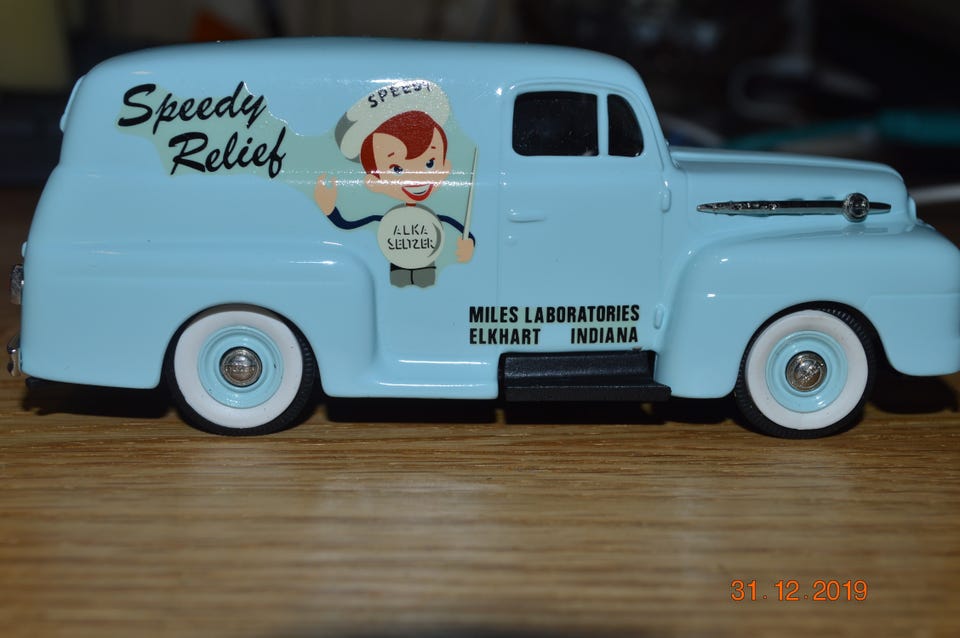 Speedy
Relief
SPEEDY
ALKA
SELTZER
MILES LABORATORIES
ELKHART INDIANA
31.12.2019